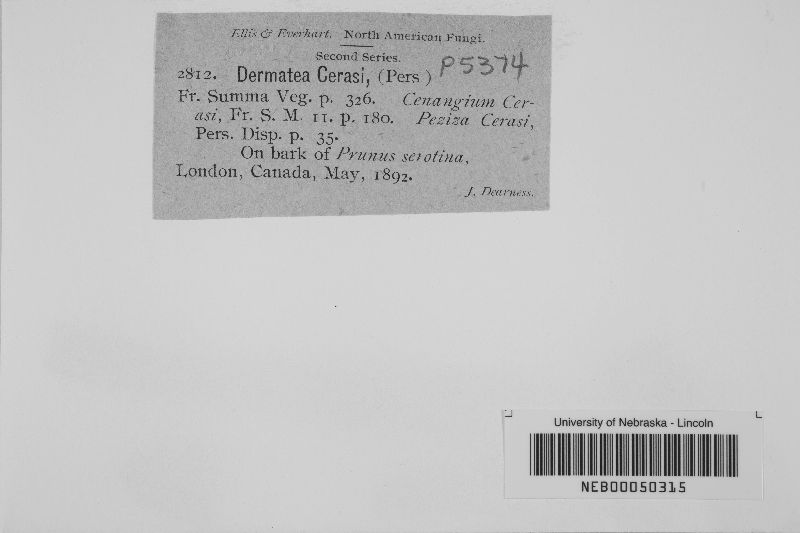 Ellis & Everhart. North American Fungi.
Second Series.
P5374
2812. Dermatea Cerasi, (Pers )
Fr. Summa Veg. p. 326. Cenangium Cer-
asi, Fr. S. M. II. p. 180. Peziza Cerasi,
Pers. Disp. p. 35.
On bark of Prunus serotina,
London, Canada, May, 1892.
J. Dearness.
University of Nebraska - Lincoln
NEB00050315